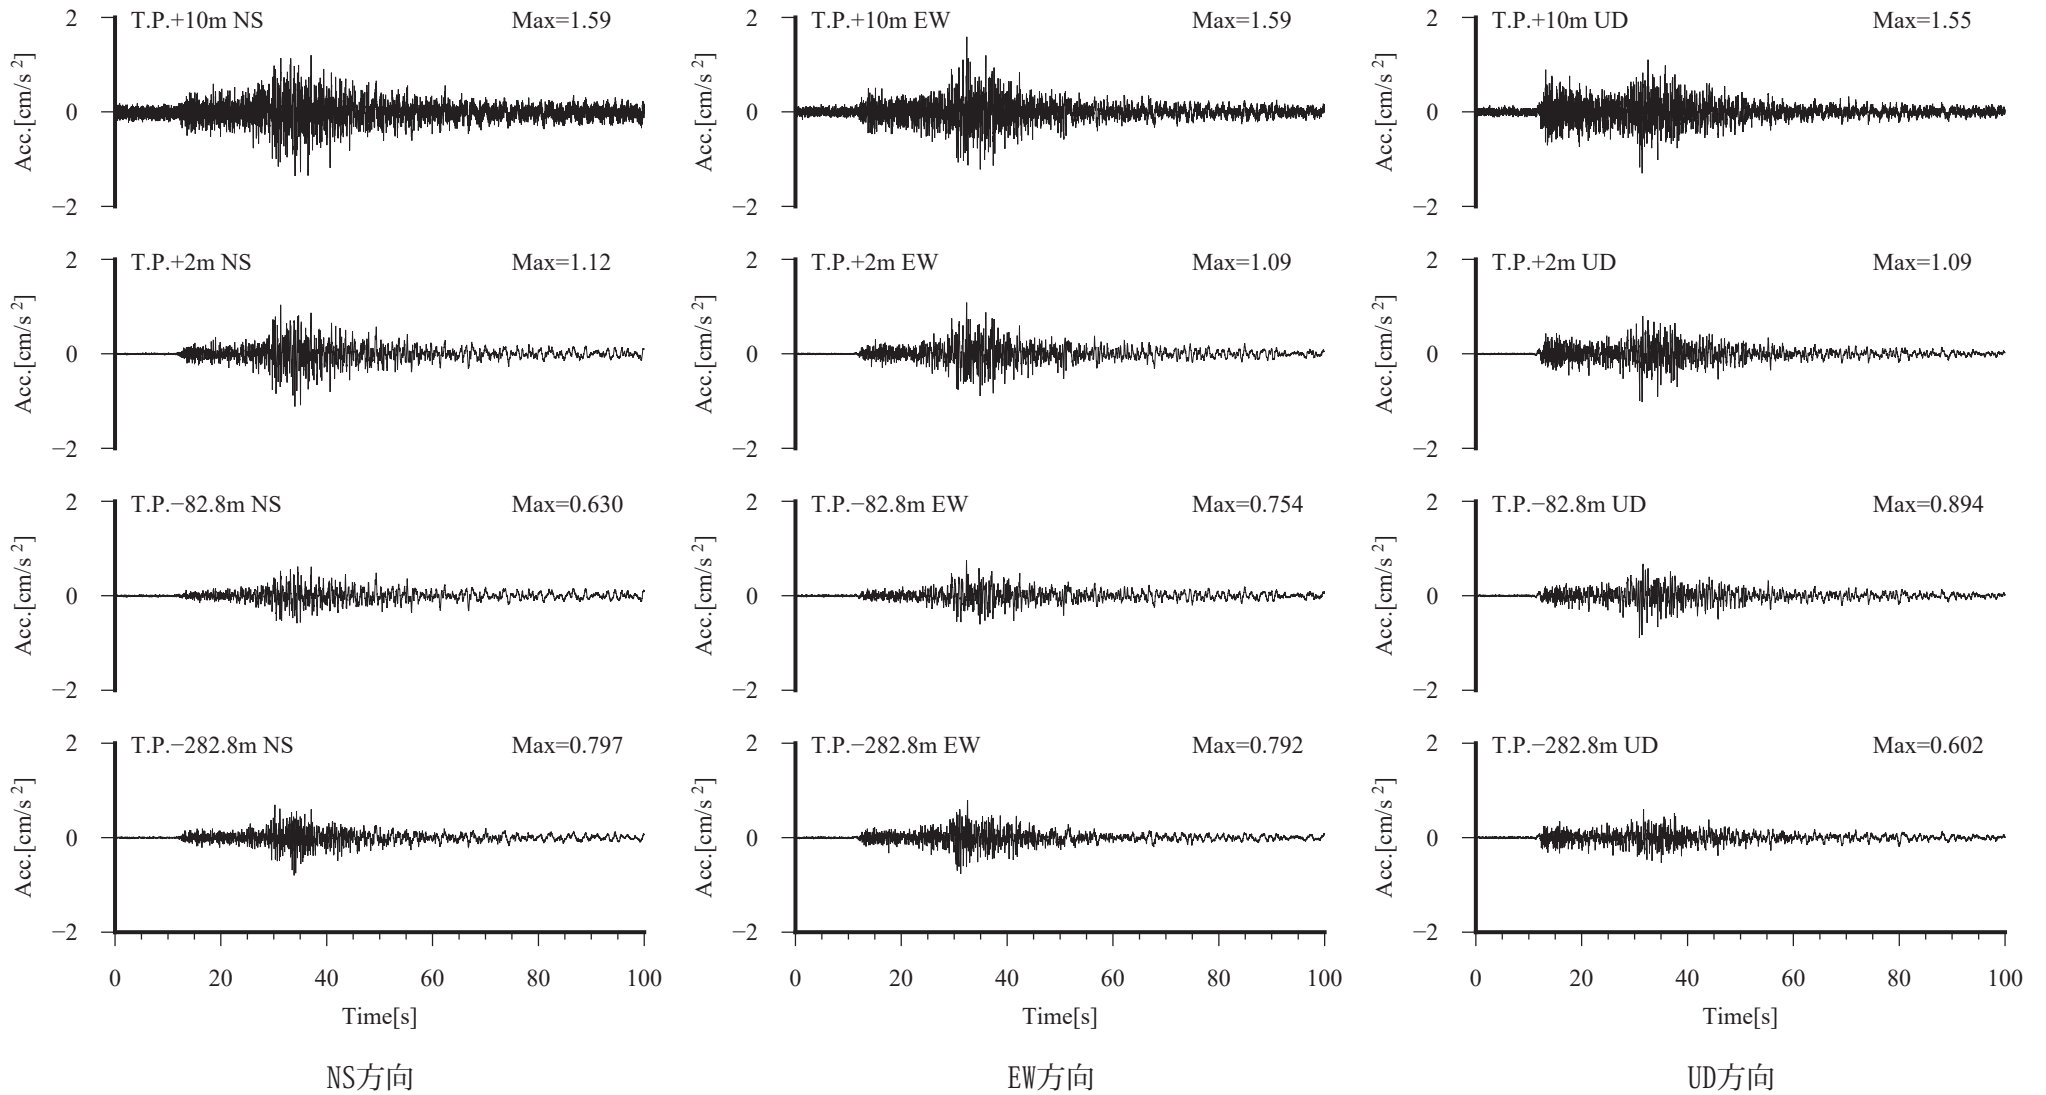 T.P.+10m NS Max=1.59
2
0
−2
Acc.[cm/s²]
T.P.+10m EW Max=1.59
2
0
−2
Acc.[cm/s²]
T.P.+10m UD Max=1.55
2
0
−2
Acc.[cm/s²]
T.P.+2m NS Max=1.12
2
0
−2
Acc.[cm/s²]
T.P.+2m EW Max=1.09
2
0
−2
Acc.[cm/s²]
T.P.+2m UD Max=1.09
2
0
−2
Acc.[cm/s²]
T.P.−82.8m NS Max=0.630
2
0
−2
Acc.[cm/s²]
T.P.−82.8m EW Max=0.754
2
0
−2
Acc.[cm/s²]
T.P.−82.8m UD Max=0.894
2
0
−2
Acc.[cm/s²]
T.P.−282.8m NS Max=0.797
2
0
−2
Acc.[cm/s²]
T.P.−282.8m EW Max=0.792
2
0
−2
Acc.[cm/s²]
T.P.−282.8m UD Max=0.602
2
0
−2
Acc.[cm/s²]
0 20 40 60 80 100
0 20 40 60 80 100
0 20 40 60 80 100
Time[s]
Time[s]
Time[s]
NS方向
EW方向
UD方向